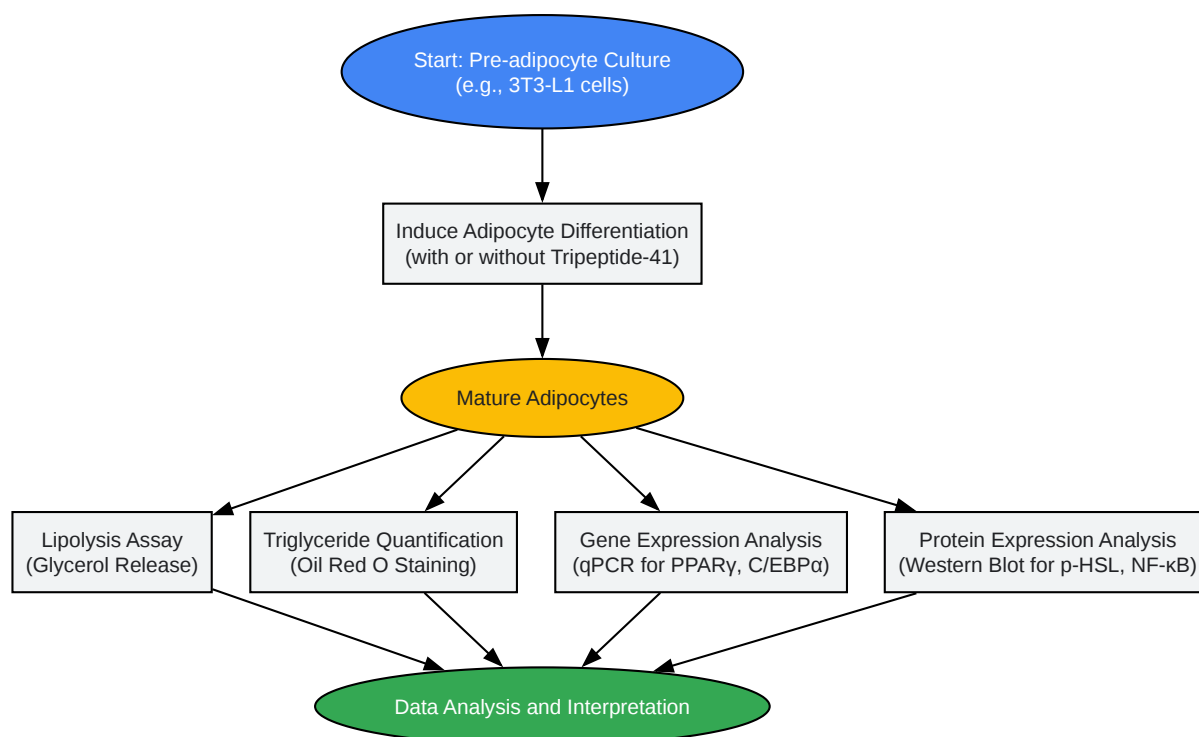 Start: Pre-adipocyte Culture
(e.g., 3T3-L1 cells)
Induce Adipocyte Differentiation
(with or without Tripeptide-41)
Mature Adipocytes
Lipolysis Assay
(Glycerol Release)
Triglyceride Quantification
(Oil Red O Staining)
Gene Expression Analysis
(qPCR for PPARγ, C/EBPα)
Protein Expression Analysis
(Western Blot for p-HSL, NF-κB)
Data Analysis and Interpretation